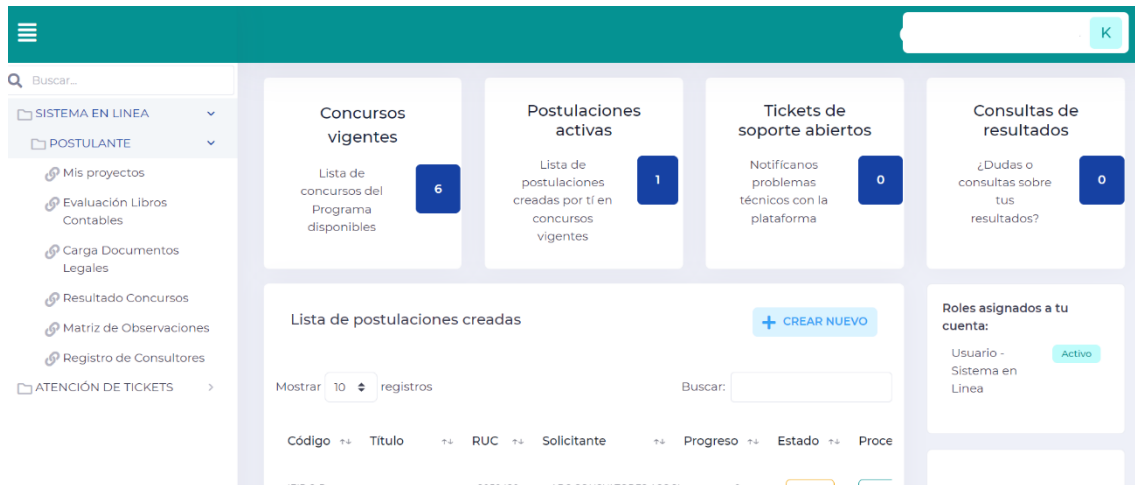 K
Buscar...
SISTEMA EN LINEA
POSTULANTE
Mis proyectos
Evaluación Libros
Contables
Carga Documentos
Legales
Resultado Concursos
Matriz de Observaciones
Registro de Consultores
ATENCIÓN DE TICKETS
Concursos
vigentes
Lista de
concursos del
Programa
disponibles
6
Postulaciones
activas
Lista de
postulaciones
creadas por tí en
concursos
vigentes
1
Tickets de
soporte abiertos
Notifícanos
problemas
técnicos con la
plataforma
0
Consultas de
resultados
¿Dudas o
consultas sobre
tus
resultados?
0
Lista de postulaciones creadas
+ CREAR NUEVO
Mostrar 10 registros
Buscar:
Código Título RUC Solicitante Progreso Estado Proce
Roles asignados a tu
cuenta:
Usuario -
Sistema en
Linea
Activo